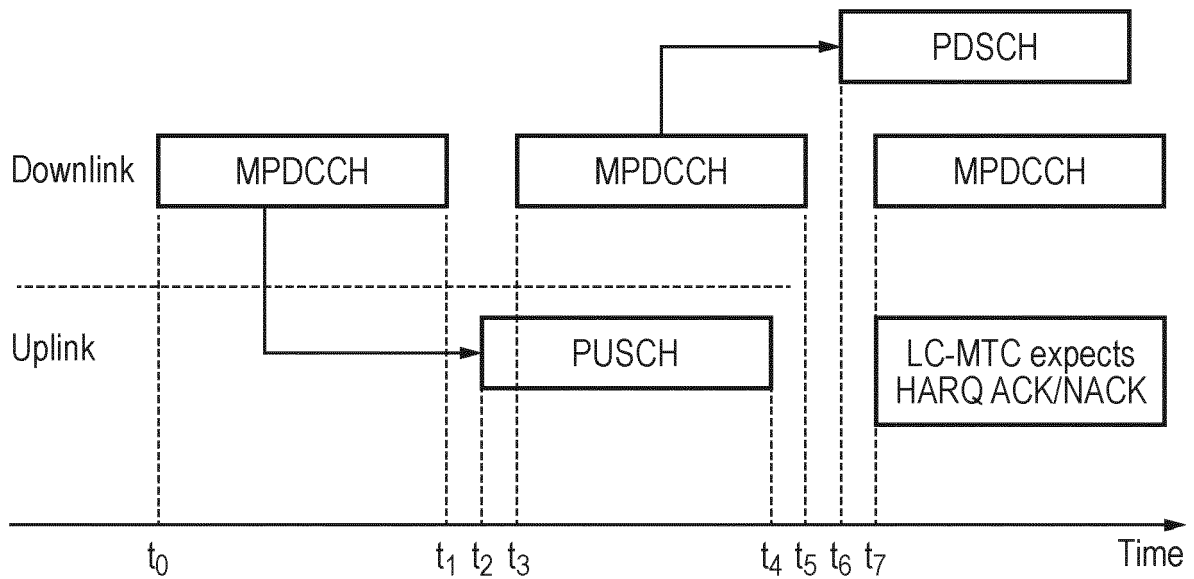 PDSCH
Downlink
MPDCCH
MPDCCH
MPDCCH
Uplink
PUSCH
LC-MTC expects
HARQ ACK/NACK
t0 t1 t2 t3 t4 t5 t6 t7 Time